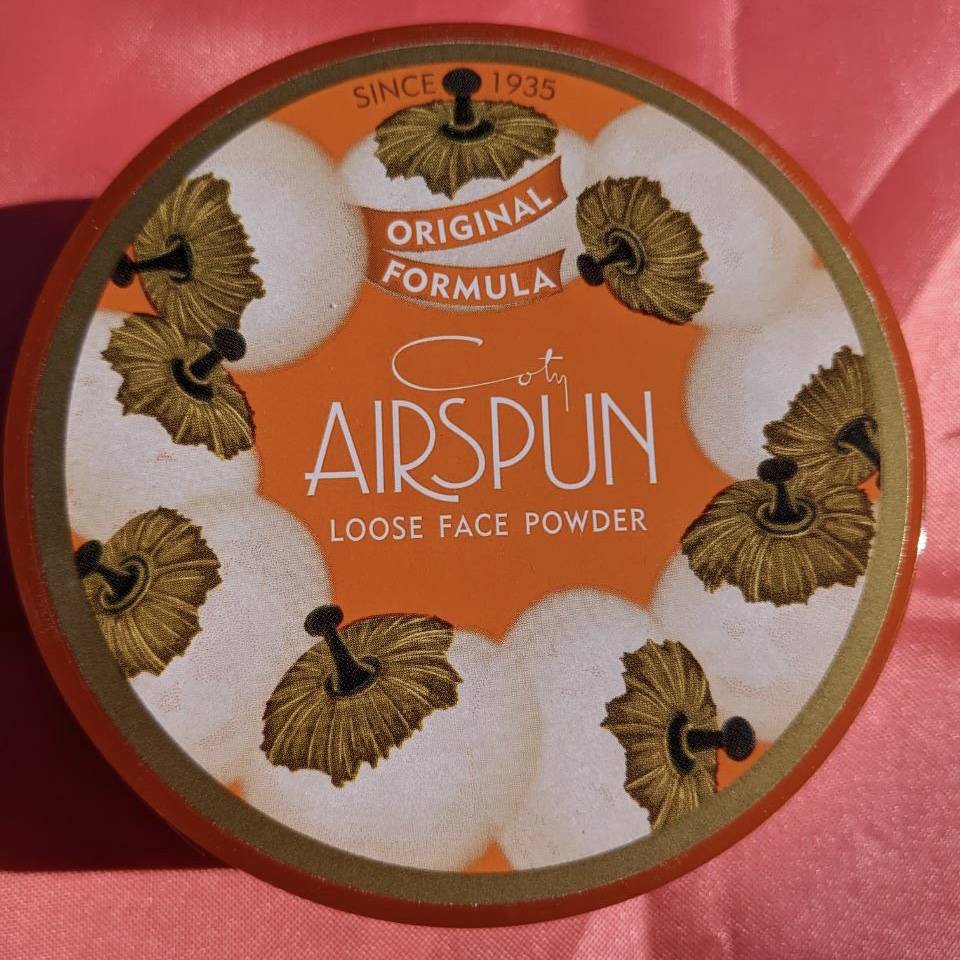 SINCE 1935
ORIGINAL
FORMULA
Coty
AIRSPUN
LOOSE FACE POWDER